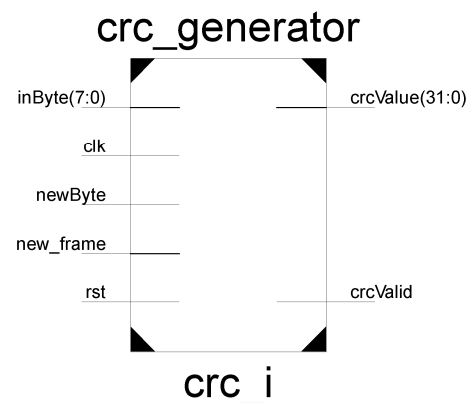 crc_generator
inByte(7:0)
crcValue(31:0)
clk
newByte
new_frame
rst
crcValid
crc_i